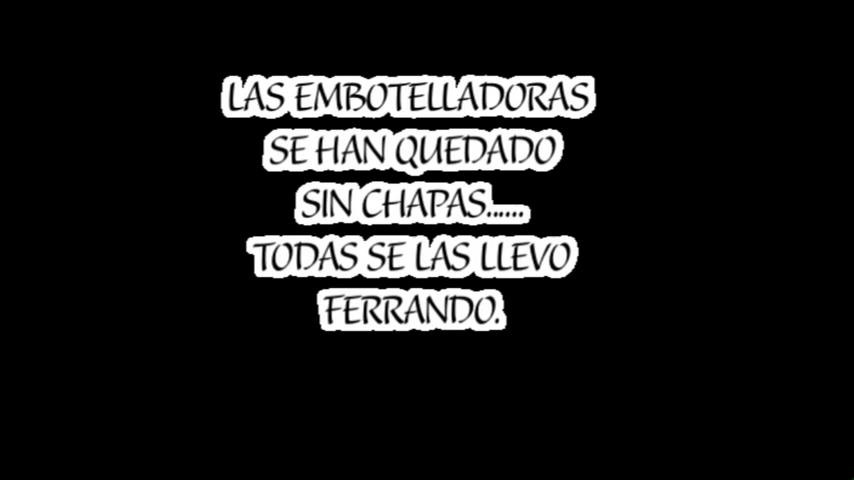 LAS EMBOTELLADORAS
SE HAN QUEDADO
SIN CHAPAS......
TODAS SE LAS LLEVO
FERRANDO.